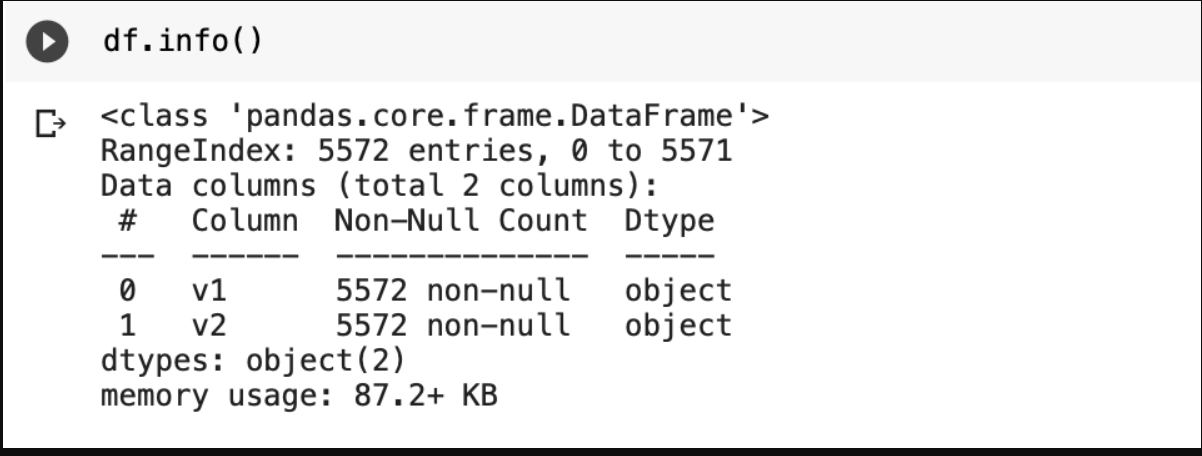 df.info()
<class 'pandas.core.frame.DataFrame'>
RangeIndex: 5572 entries, 0 to 5571
Data columns (total 2 columns):
 #   Column  Non-Null Count  Dtype
---  ------  --------------  -----
 0   v1      5572 non-null   object
 1   v2      5572 non-null   object
dtypes: object(2)
memory usage: 87.2+ KB